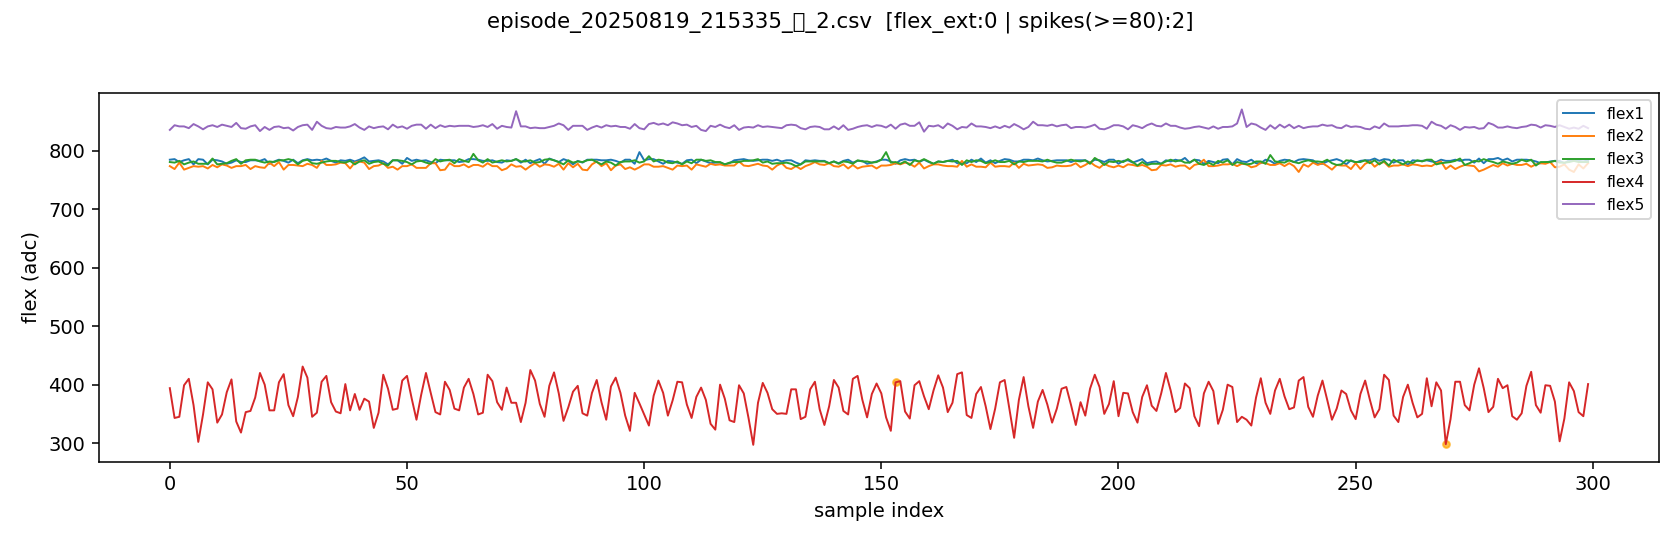 episode_20250819_215335_▯_2.csv  [flex_ext:0 | spikes(>=80):2]
flex (adc)
800
700
600
500
400
300
0
50
100
150
200
250
300
sample index
flex1
flex2
flex3
flex4
flex5